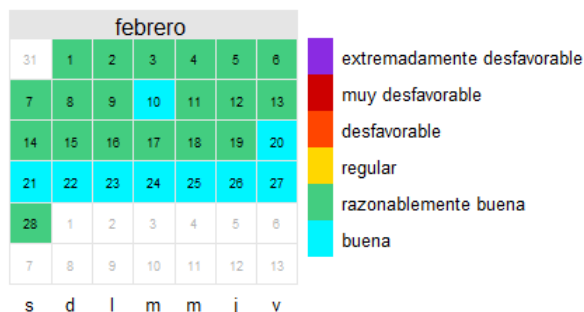 febrero
31 1 2 3 4 5 6
7 8 9 10 11 12 13
14 15 16 17 18 19 20
21 22 23 24 25 26 27
28 1 2 3 4 5 6
7 8 9 10 11 12 13
s d l m m j v
extremadamente desfavorable
muy desfavorable
desfavorable
regular
razonablemente buena
buena